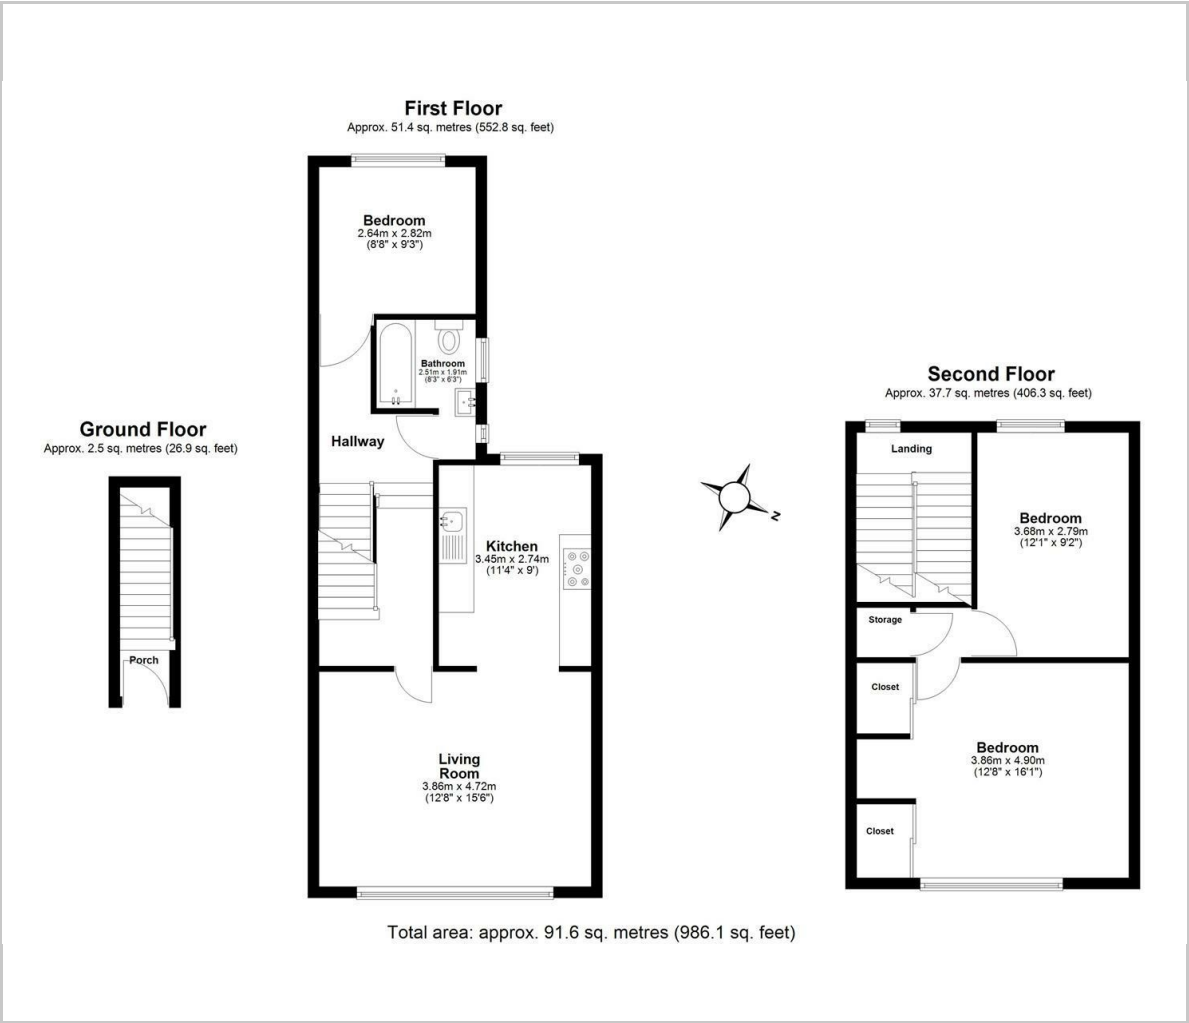 First Floor
Approx. 51.4 sq. metres (552.8 sq. feet)
Bedroom
2.64m x 2.82m
(8'8" x 9'3")
Bathroom
2.51m x 1.91m
(8'3" x 6'3")
Hallway
Kitchen
3.45m x 2.74m
(11'4" x 9')
Living
Room
3.86m x 4.72m
(12'8" x 15'6")
Ground Floor
Approx. 2.5 sq. metres (26.9 sq. feet)
Porch
N
Second Floor
Approx. 37.7 sq. metres (406.3 sq. feet)
Landing
Bedroom
3.68m x 2.79m
(12'1" x 9'2")
Storage
Closet
Bedroom
3.86m x 4.90m
(12'8" x 16'1")
Closet
Total area: approx. 91.6 sq. metres (986.1 sq. feet)